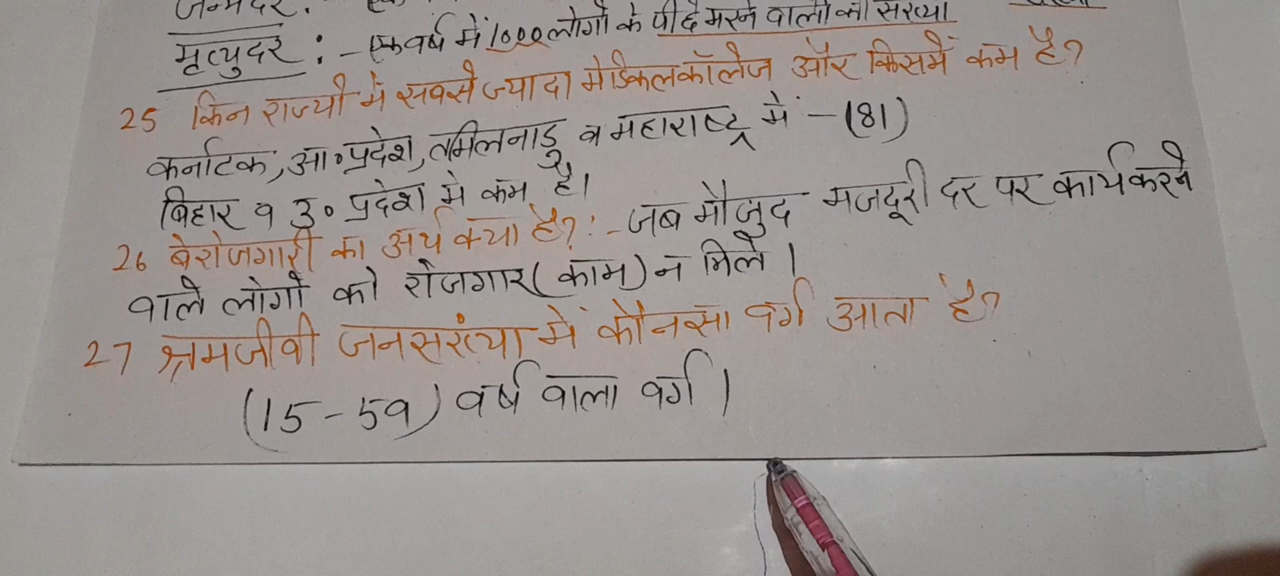 जन्मदर:
मृत्युदर : - एक वर्ष में 1000 लोगों के पीछे मरने वालों की संख्या
25 किन राज्यों में सबसे ज्यादा मेडिकल कॉलेज और किसमें कम है?
कर्नाटक, आ॰ प्रदेश, तमिलनाडु व महाराष्ट्र में - (81)
बिहार व उ॰ प्रदेश में कम है।
26 बेरोजगारी का अर्थ क्या है? :- जब मौजुद मजदूरी दर पर कार्य करने
वाले लोगों को रोजगार (काम) न मिले।
27 श्रमजीवी जनसंख्या में कौनसा वर्ग आता है?
(15-59) वर्ष वाला वर्ग।